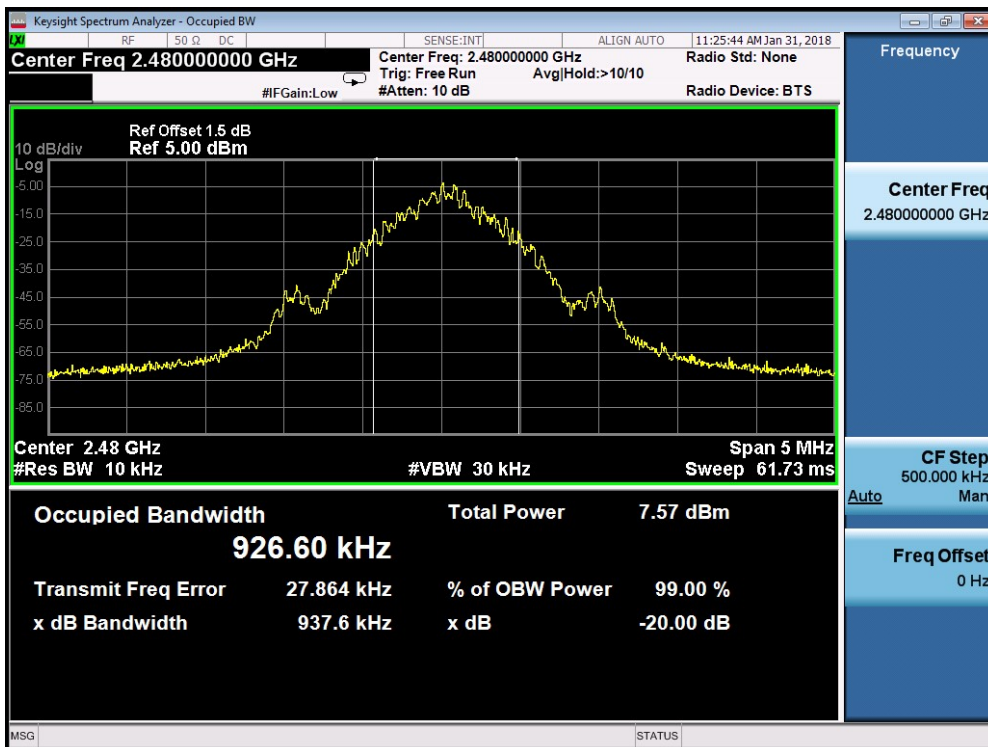 Keysight Spectrum Analyzer - Occupied BW
LXI RF 50 Ω DC SENSE:INT ALIGN AUTO 11:25:44 AM Jan 31, 2018
Center Freq 2.480000000 GHz
Center Freq: 2.480000000 GHz
Radio Std: None
Trig: Free Run Avg|Hold:>10/10
#IFGain:Low
#Atten: 10 dB
Radio Device: BTS
Ref Offset 1.5 dB
10 dB/div Ref 5.00 dBm
Log
-5.00
-15.0
-25.0
-35.0
-45.0
-55.0
-65.0
-75.0
-85.0
Center 2.48 GHz Span 5 MHz
#Res BW 10 kHz #VBW 30 kHz Sweep 61.73 ms
Occupied Bandwidth Total Power 7.57 dBm
926.60 kHz
Transmit Freq Error 27.864 kHz % of OBW Power 99.00 %
x dB Bandwidth 937.6 kHz x dB -20.00 dB
MSG STATUS
Frequency
Center Freq
2.480000000 GHz
CF Step
500.000 kHz
Auto Man
Freq Offset
0 Hz